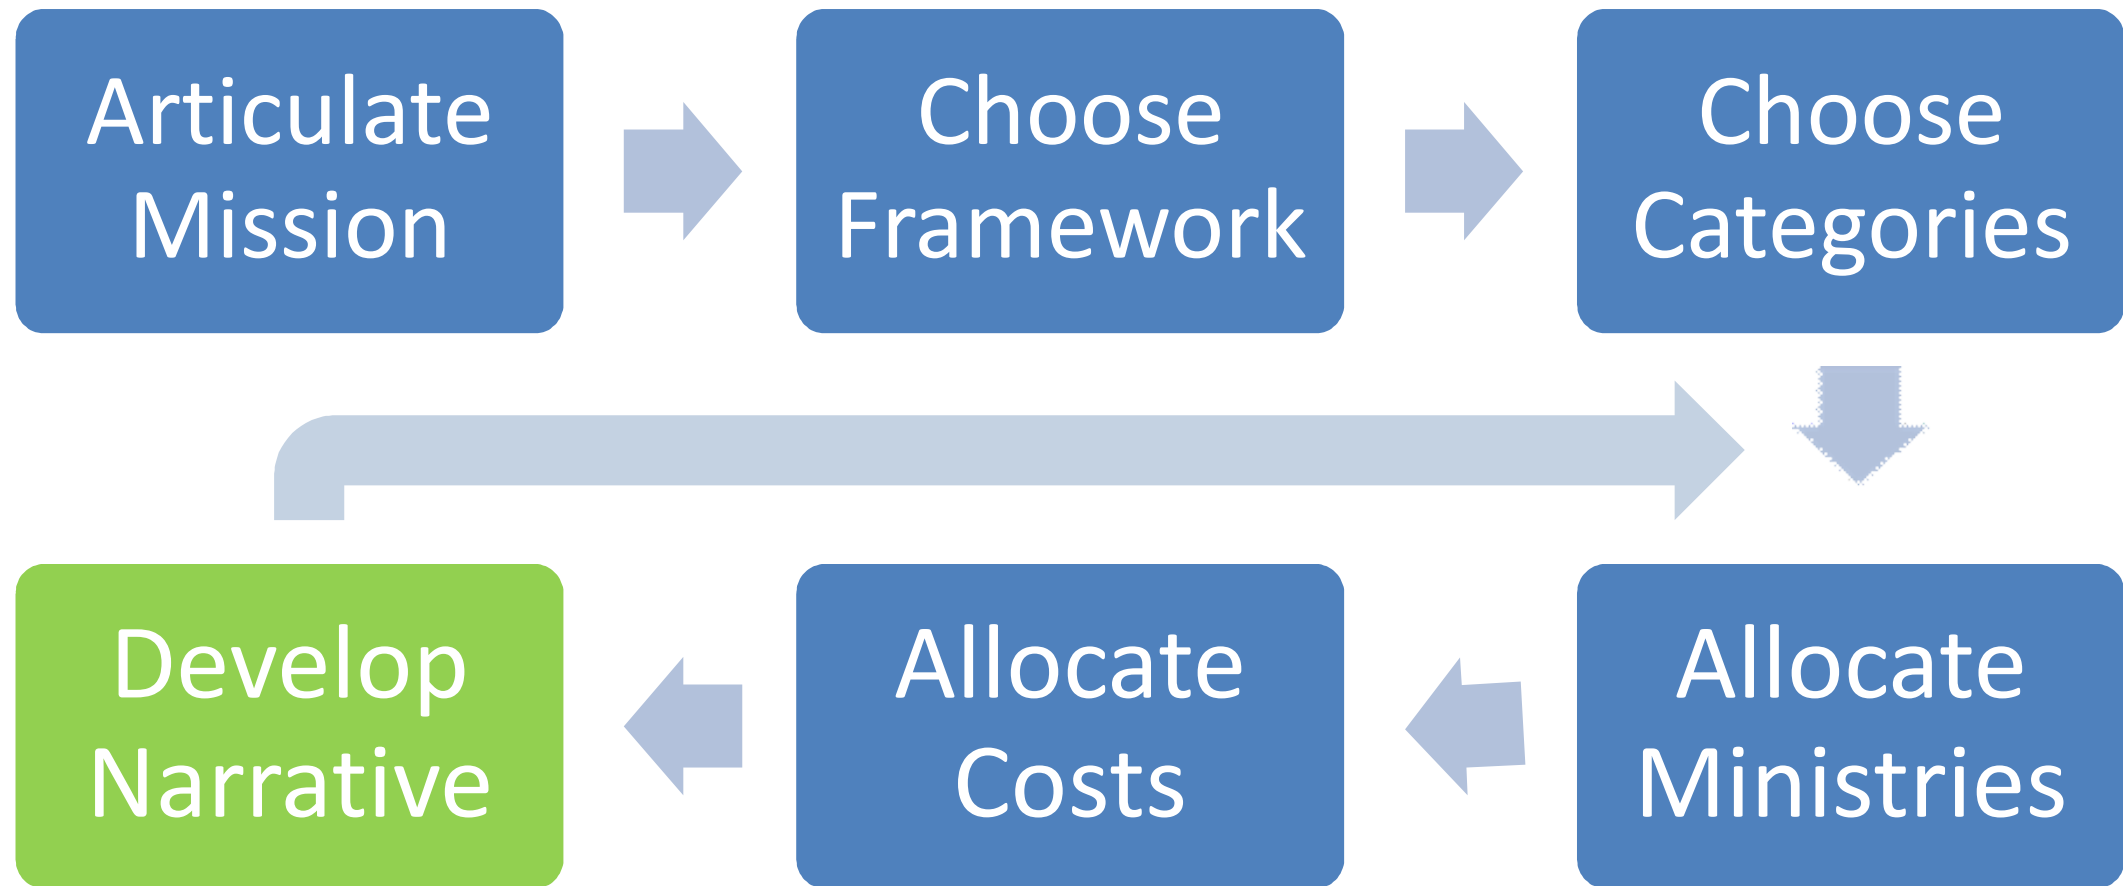 Articulate
Mission
Choose
Framework
Choose
Categories
Develop
Narrative
Allocate
Costs
Allocate
Ministries